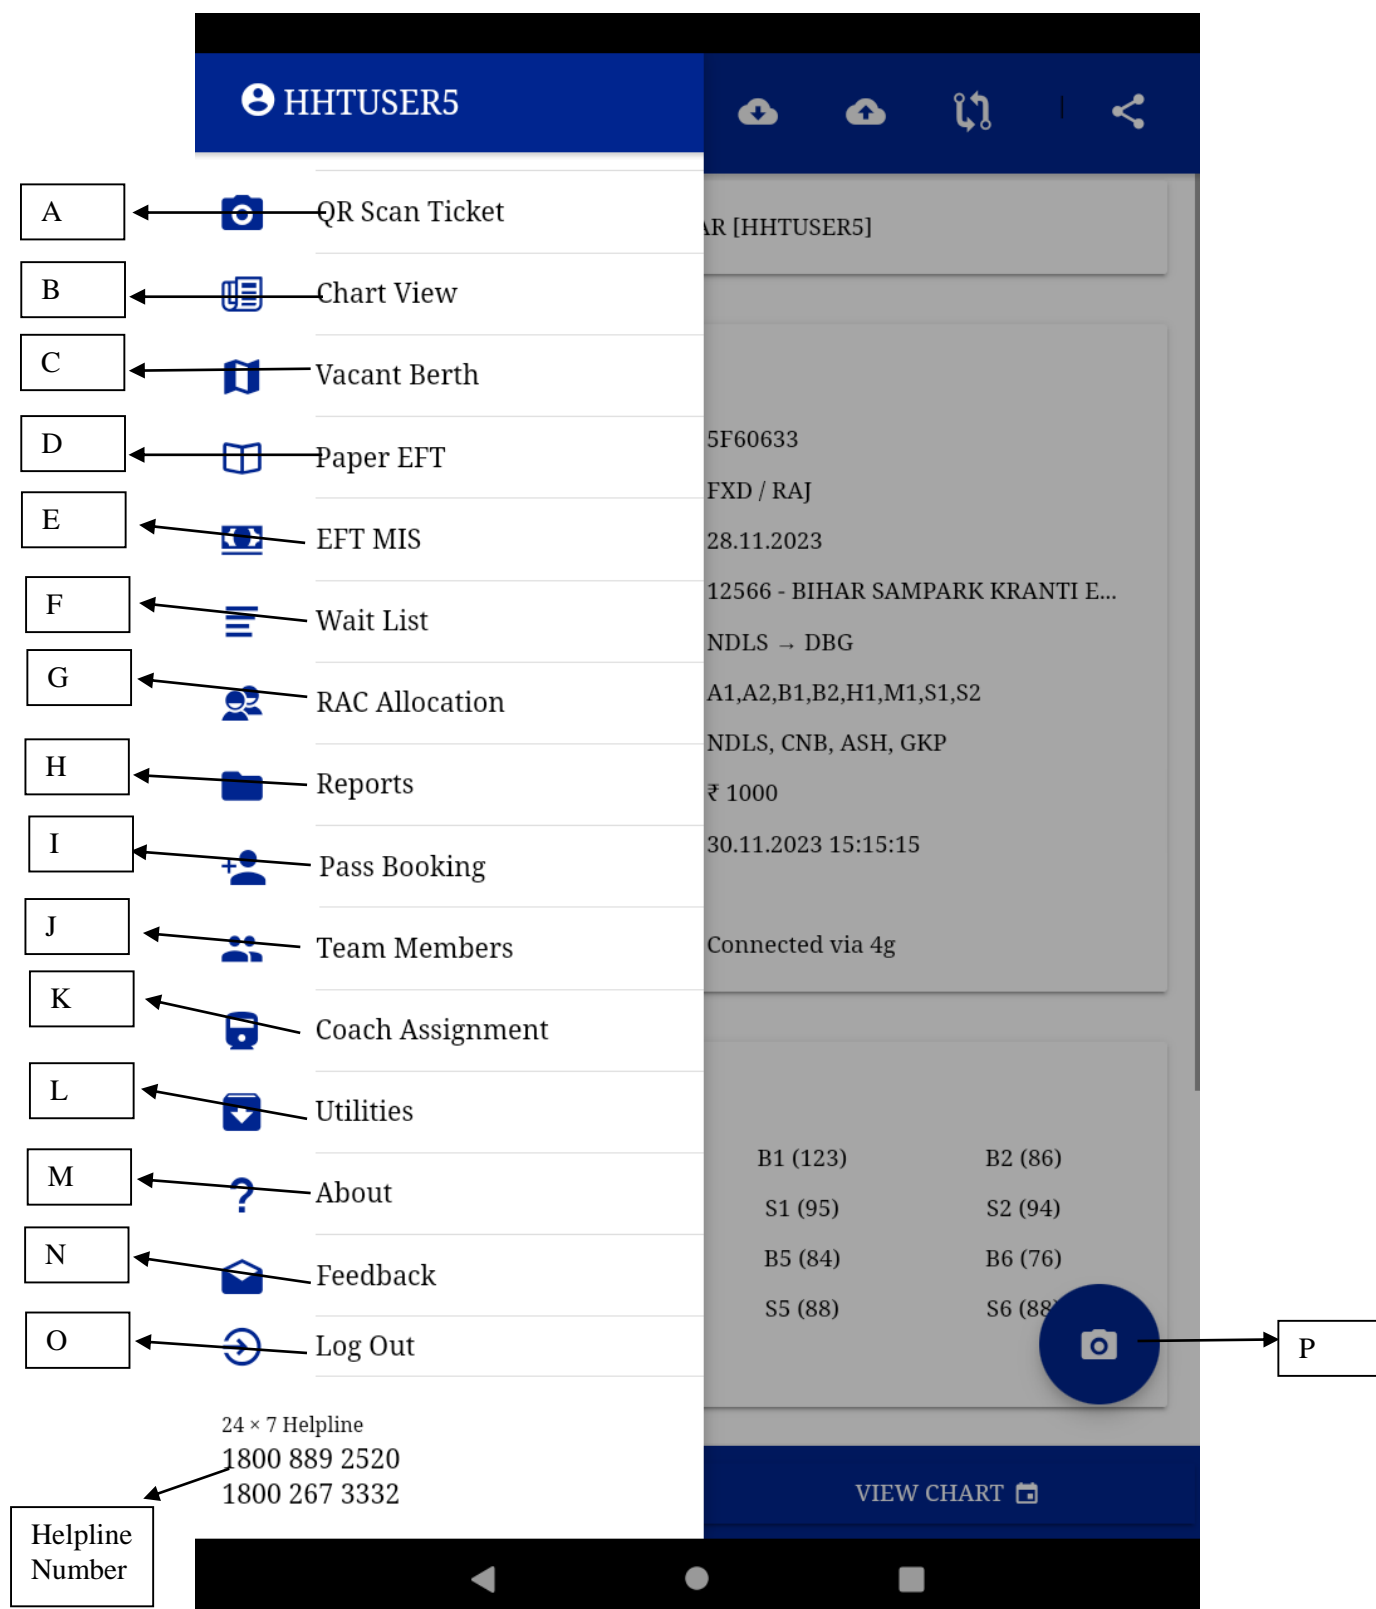 HHTUSER5
A
QR Scan Ticket
B
Chart View
C
Vacant Berth
D
Paper EFT
E
EFT MIS
F
Wait List
G
RAC Allocation
H
Reports
I
Pass Booking
J
Team Members
K
Coach Assignment
L
Utilities
M
About
N
Feedback
O
Log Out
24 × 7 Helpline
1800 889 2520
1800 267 3332
Helpline
Number
AR [HHTUSER5]
5F60633
FXD / RAJ
28.11.2023
12566 - BIHAR SAMPARK KRANTI E...
NDLS → DBG
A1,A2,B1,B2,H1,M1,S1,S2
NDLS, CNB, ASH, GKP
₹ 1000
30.11.2023 15:15:15
Connected via 4g
B1 (123) B2 (86)
S1 (95) S2 (94)
B5 (84) B6 (76)
S5 (88) S6 (88)
P
VIEW CHART